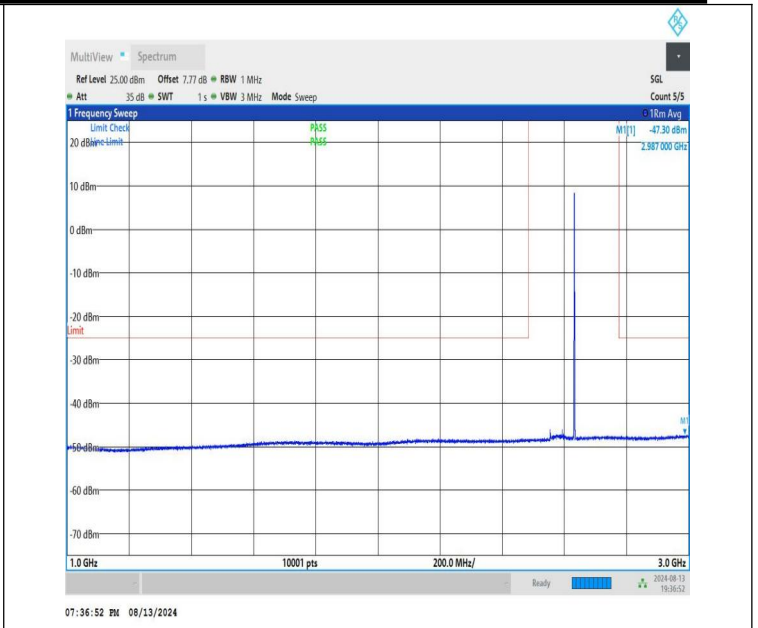 MultiView Spectrum
Ref Level 25.00 dBm Offset 7.77 dB RBW 1 MHz SGL
Att 35 dB SWT 1 s VBW 3 MHz Mode Sweep Count 5/5
1 Frequency Sweep 1Rm Avg
Limit Check PASS M1[1] -47.30 dBm
20 dBm Line Limit PASS 2.987 000 GHz
10 dBm
0 dBm
-10 dBm
-20 dBm
Limit
-30 dBm
-40 dBm
M1
-50 dBm
-60 dBm
-70 dBm
1.0 GHz 10001 pts 200.0 MHz/ 3.0 GHz
Ready 2024-08-13
19:36:52
07:36:52 PM 08/13/2024